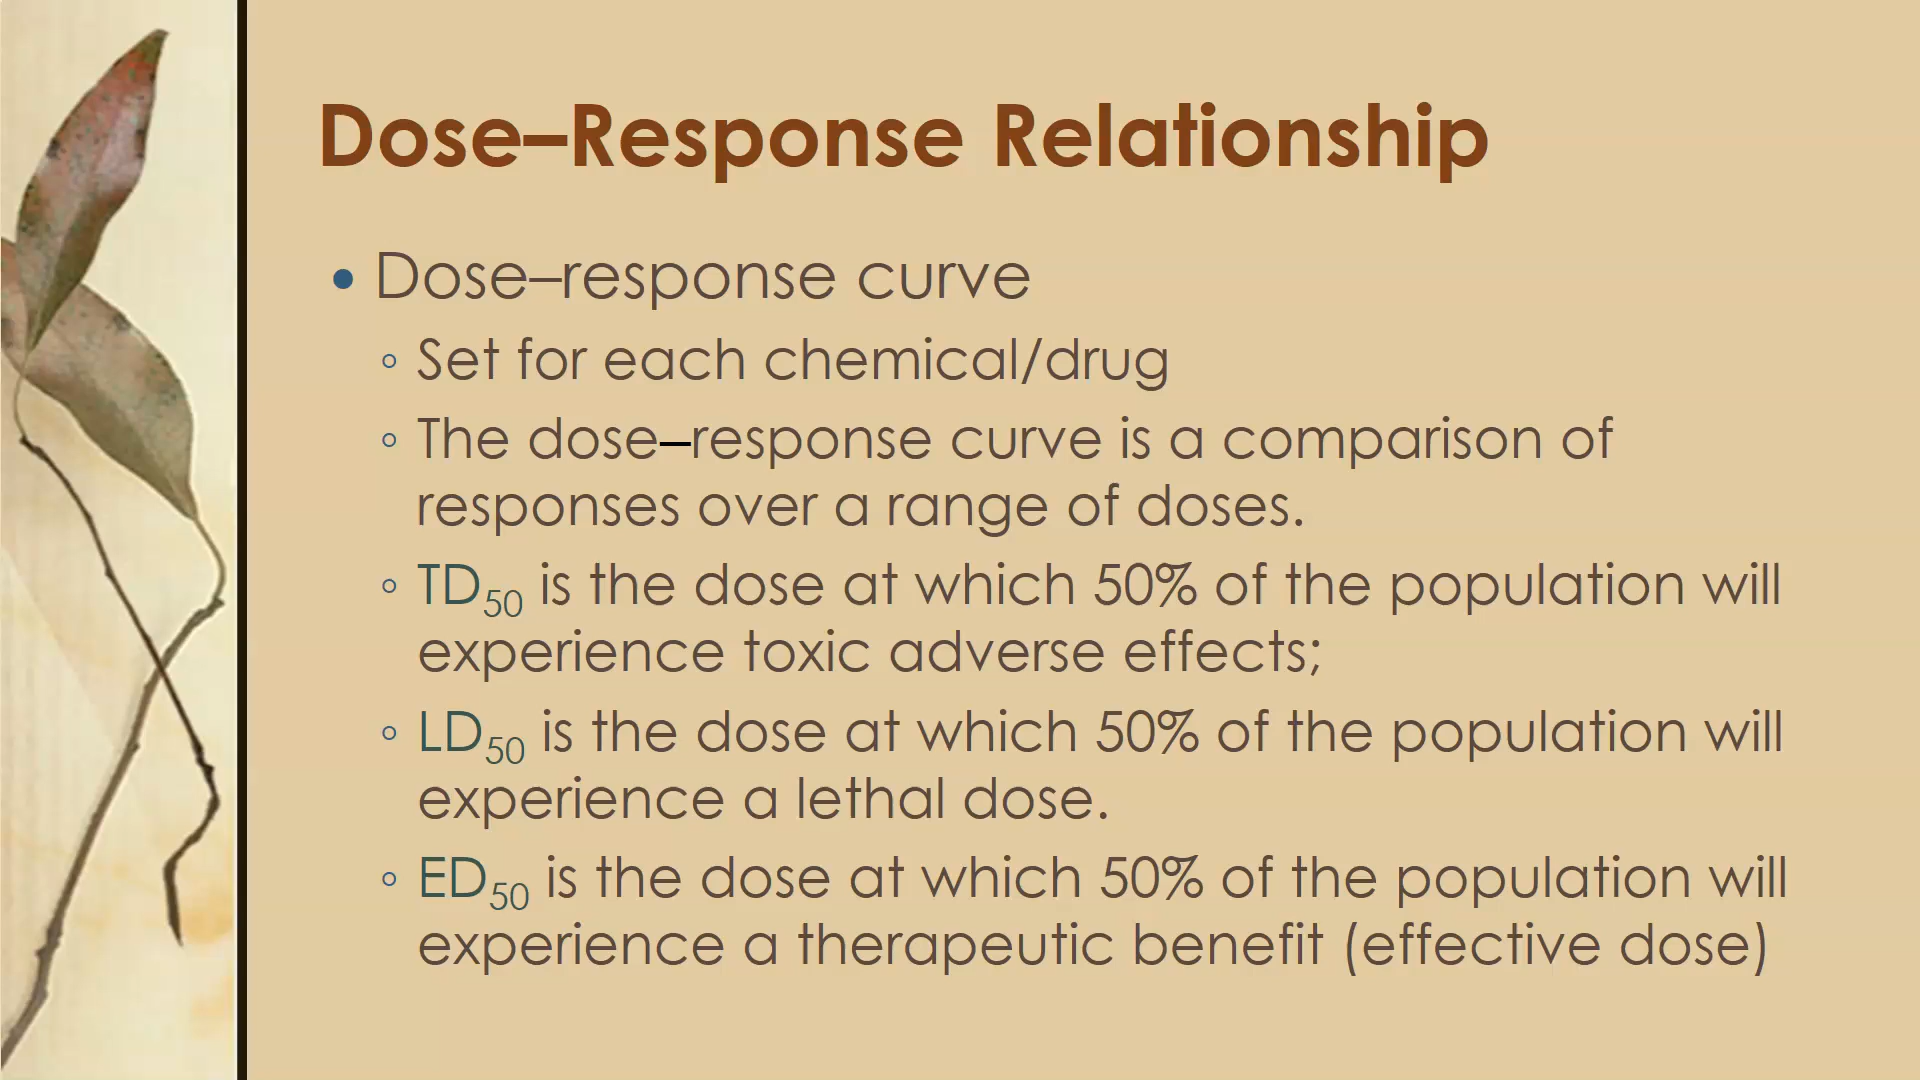 Dose–Response Relationship
• Dose–response curve
◦ Set for each chemical/drug
◦ The dose–response curve is a comparison of
responses over a range of doses.
◦ TD₅₀ is the dose at which 50% of the population will
experience toxic adverse effects;
◦ LD₅₀ is the dose at which 50% of the population will
experience a lethal dose.
◦ ED₅₀ is the dose at which 50% of the population will
experience a therapeutic benefit (effective dose)